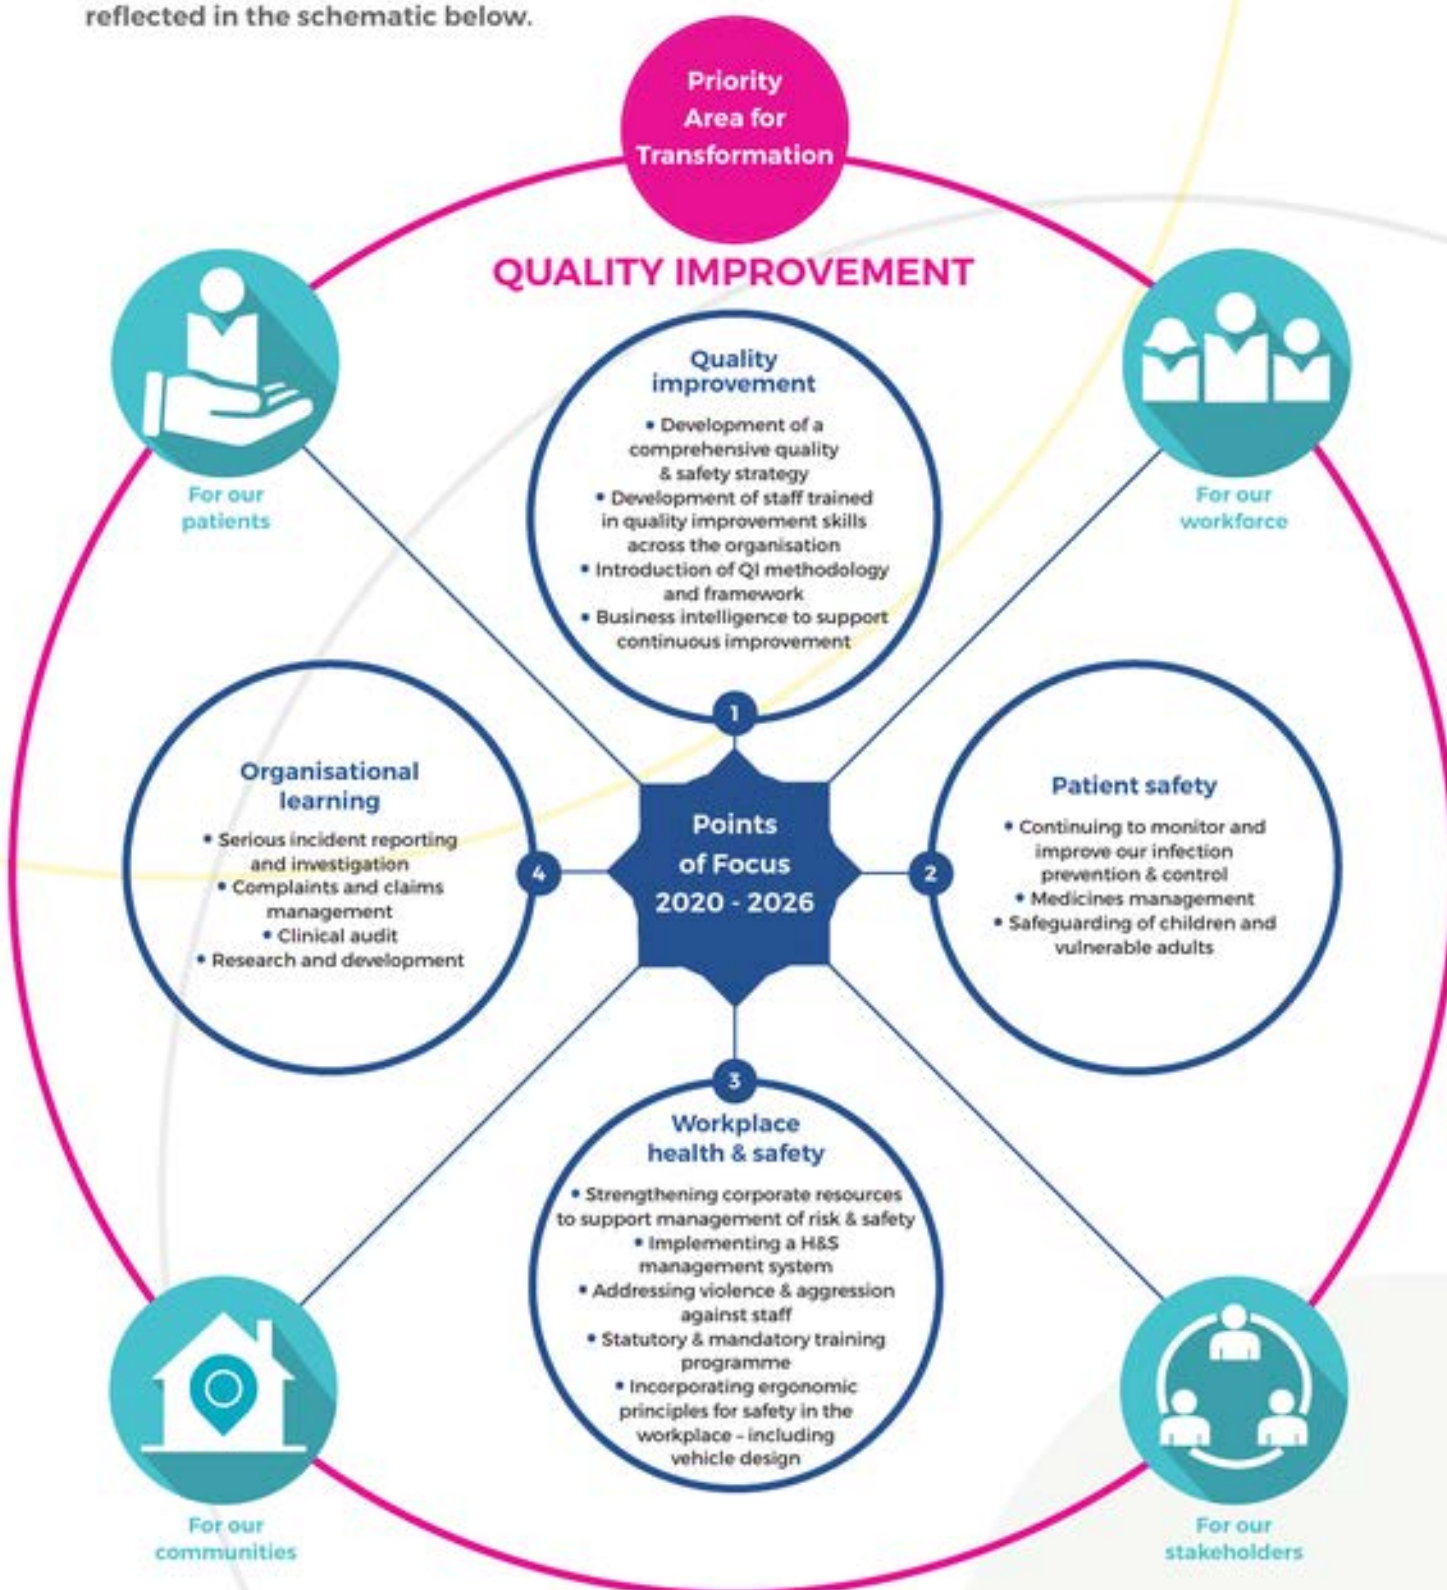 reflected in the schematic below.
Priority
Area for
Transformation
QUALITY IMPROVEMENT
For our
patients
For our
workforce
Quality
improvement
• Development of a
comprehensive quality
& safety strategy
• Development of staff trained
in quality improvement skills
across the organisation
• Introduction of QI methodology
and framework
• Business intelligence to support
continuous improvement
1
Organisational
learning
• Serious incident reporting
and investigation
• Complaints and claims
management
• Clinical audit
• Research and development
4
Points
of Focus
2020 - 2026
2
Patient safety
• Continuing to monitor and
improve our infection
prevention & control
• Medicines management
• Safeguarding of children and
vulnerable adults
3
Workplace
health & safety
• Strengthening corporate resources
to support management of risk & safety
• Implementing a H&S
management system
• Addressing violence & aggression
against staff
• Statutory & mandatory training
programme
• Incorporating ergonomic
principles for safety in the
workplace – including
vehicle design
For our
communities
For our
stakeholders